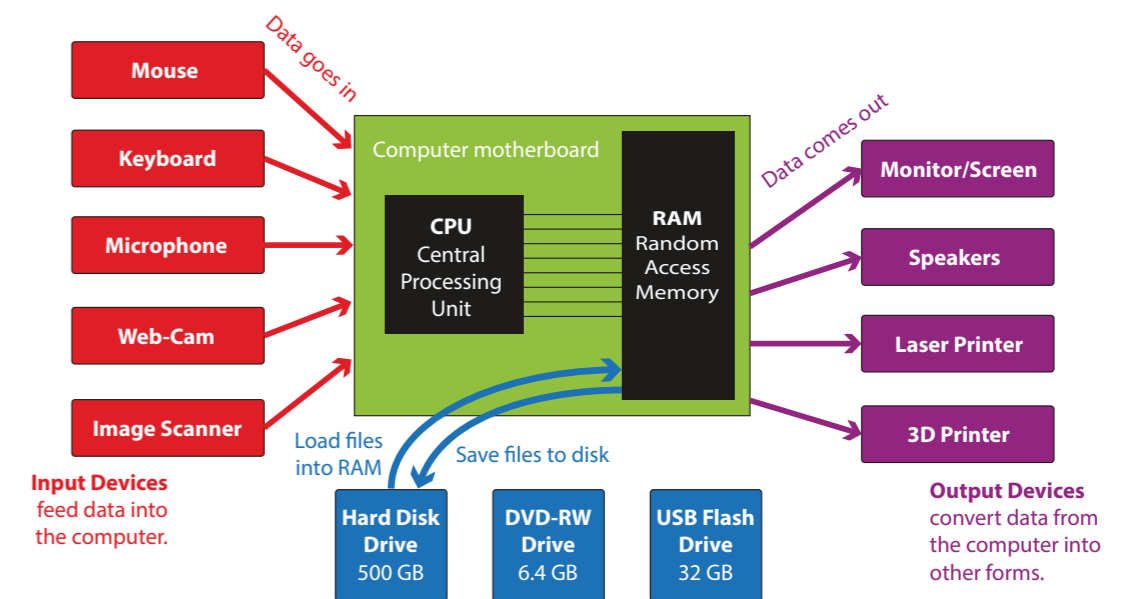 Data goes in
Mouse
Keyboard
Microphone
Web-Cam
Image Scanner
Input Devices
feed data into
the computer.
Computer motherboard
CPU
Central
Processing
Unit
RAM
Random
Access
Memory
Load files
into RAM
Save files to disk
Hard Disk
Drive
500 GB
DVD-RW
Drive
6.4 GB
USB Flash
Drive
32 GB
Data comes out
Monitor/Screen
Speakers
Laser Printer
3D Printer
Output Devices
convert data from
the computer into
other forms.